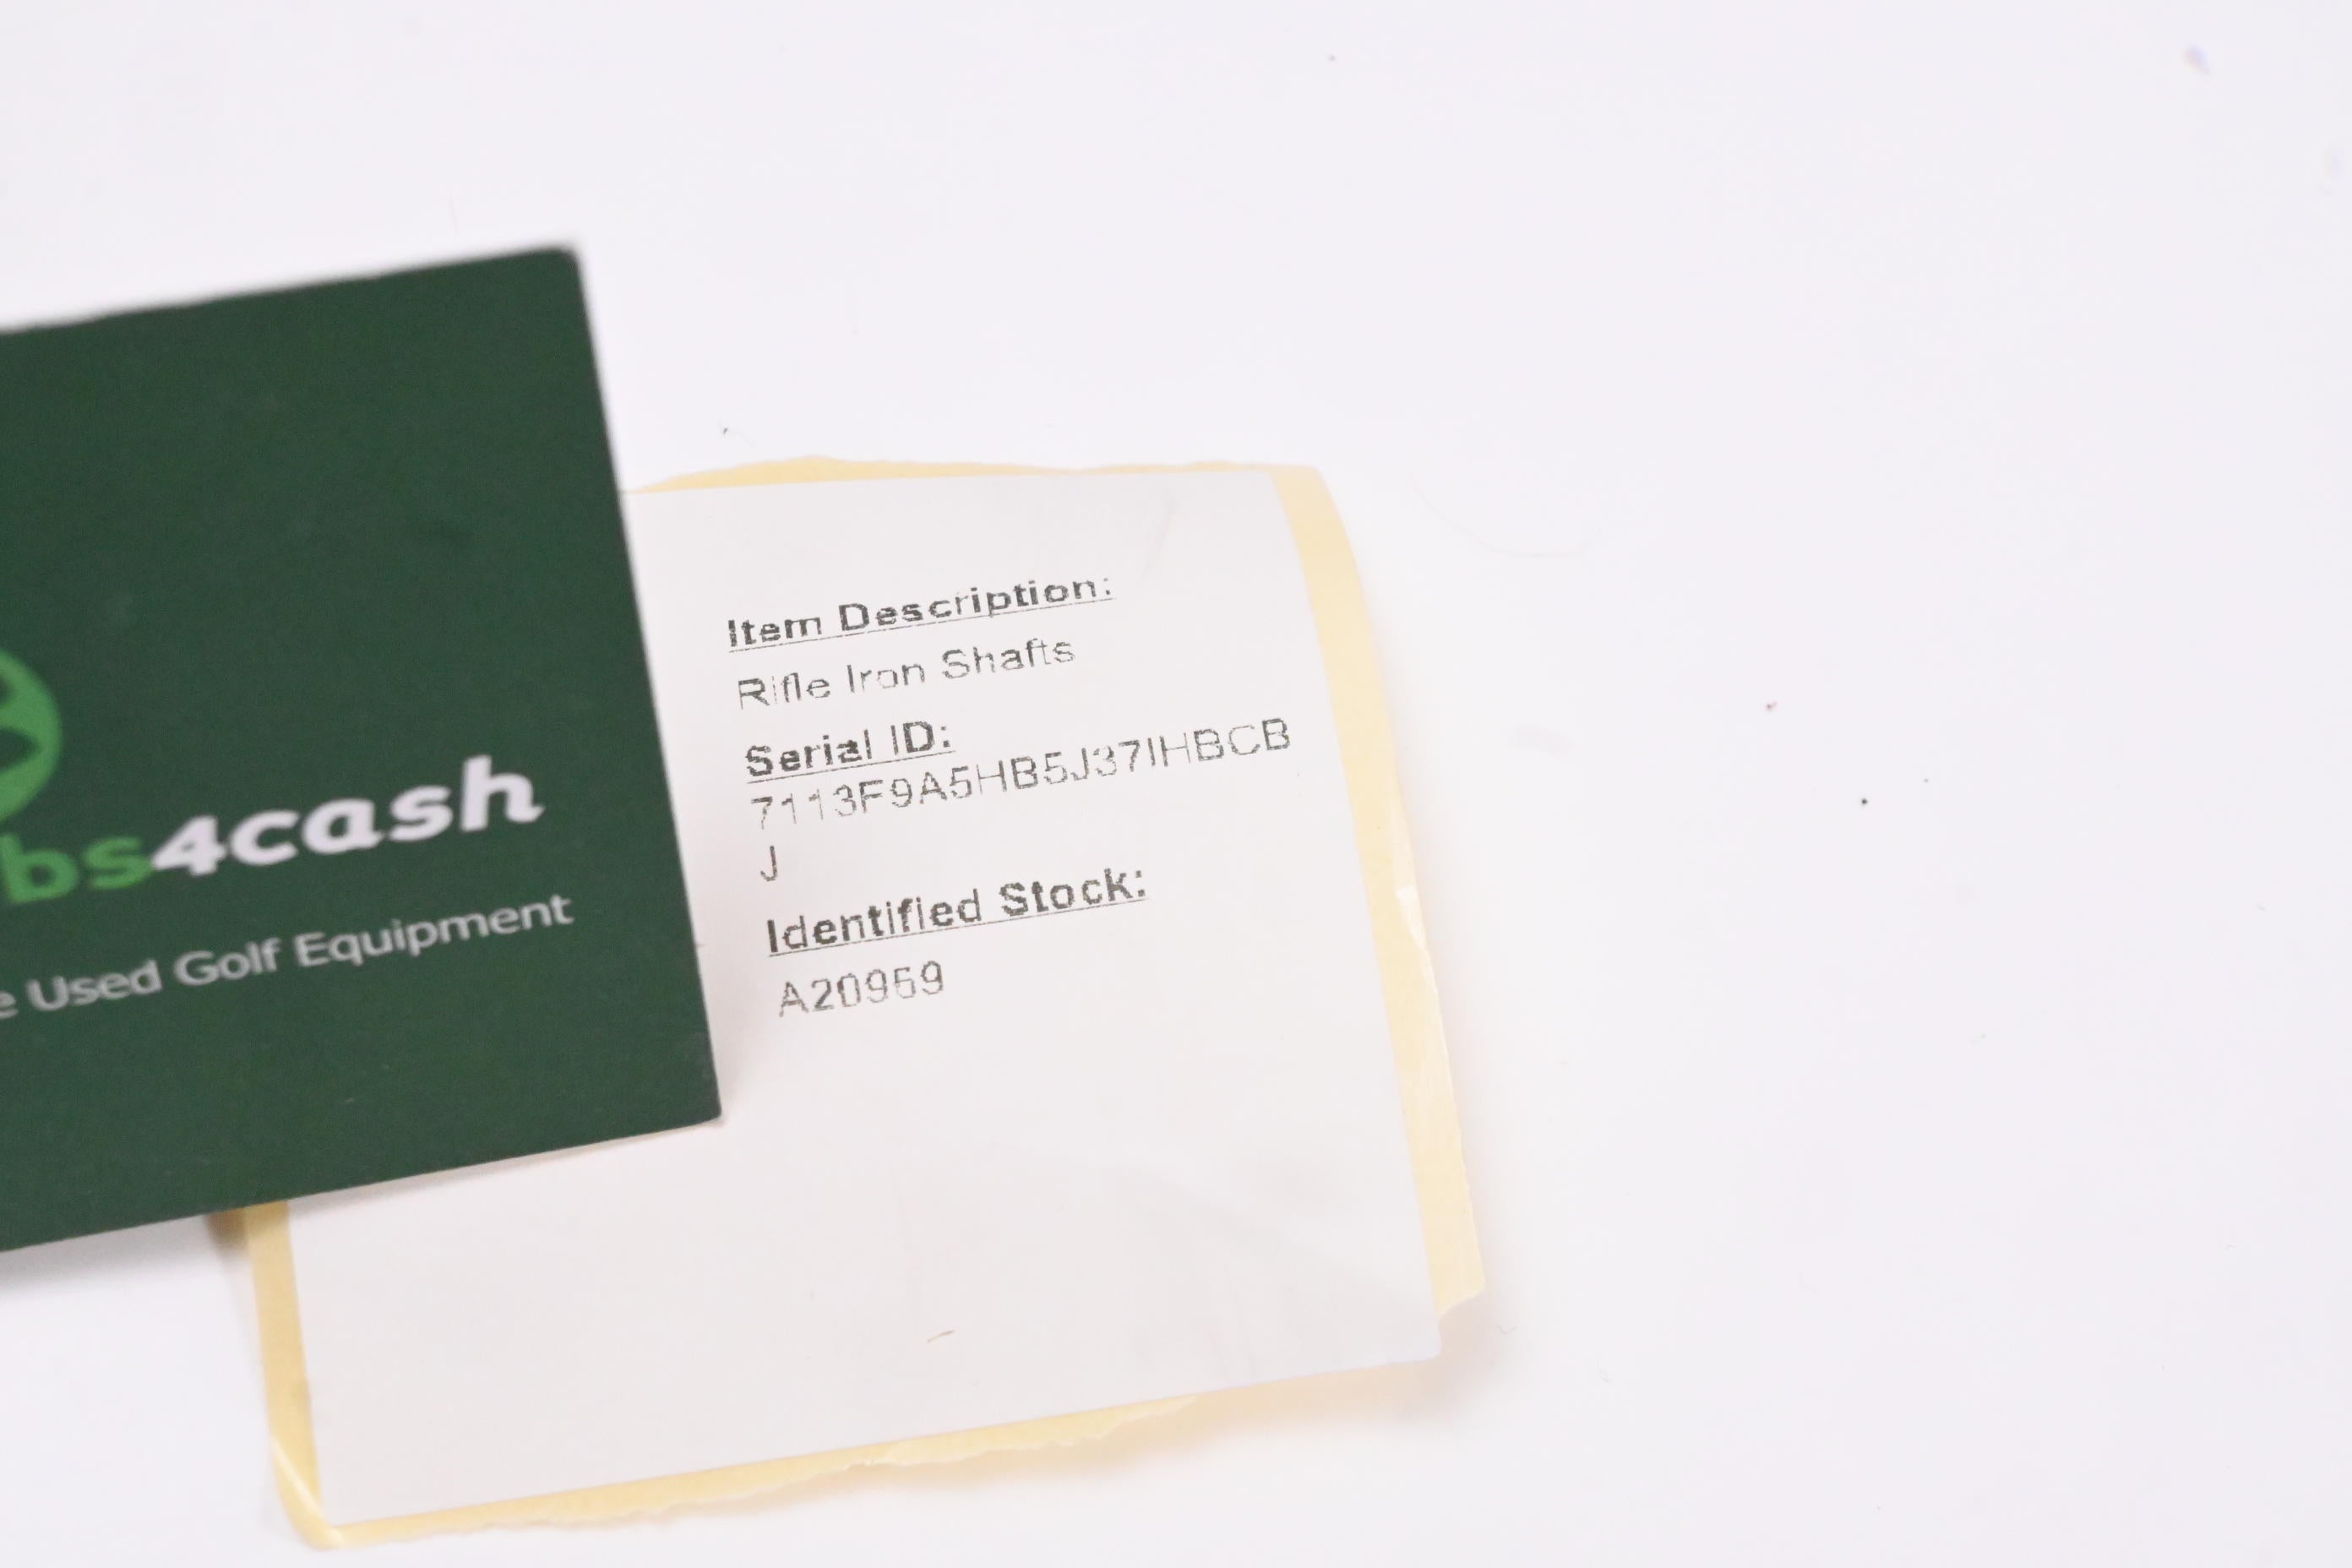 bs4cash
e Used Golf Equipment
Item Description:
Rifle Iron Shafts
Serial ID:
7113F9A5HB5J37IHBCB
J
Identified Stock:
A20959